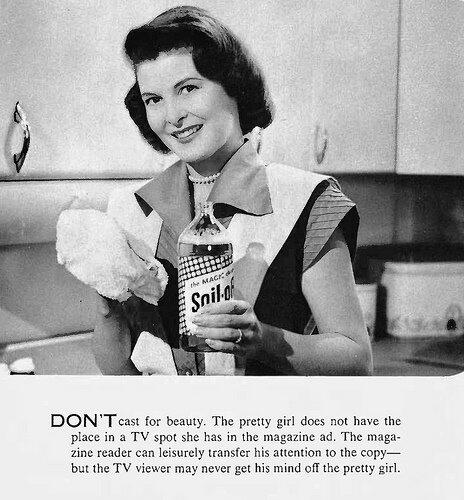 the MAGIC
Soil-off
DON'T cast for beauty. The pretty girl does not have the
place in a TV spot she has in the magazine ad. The maga-
zine reader can leisurely transfer his attention to the copy—
but the TV viewer may never get his mind off the pretty girl.